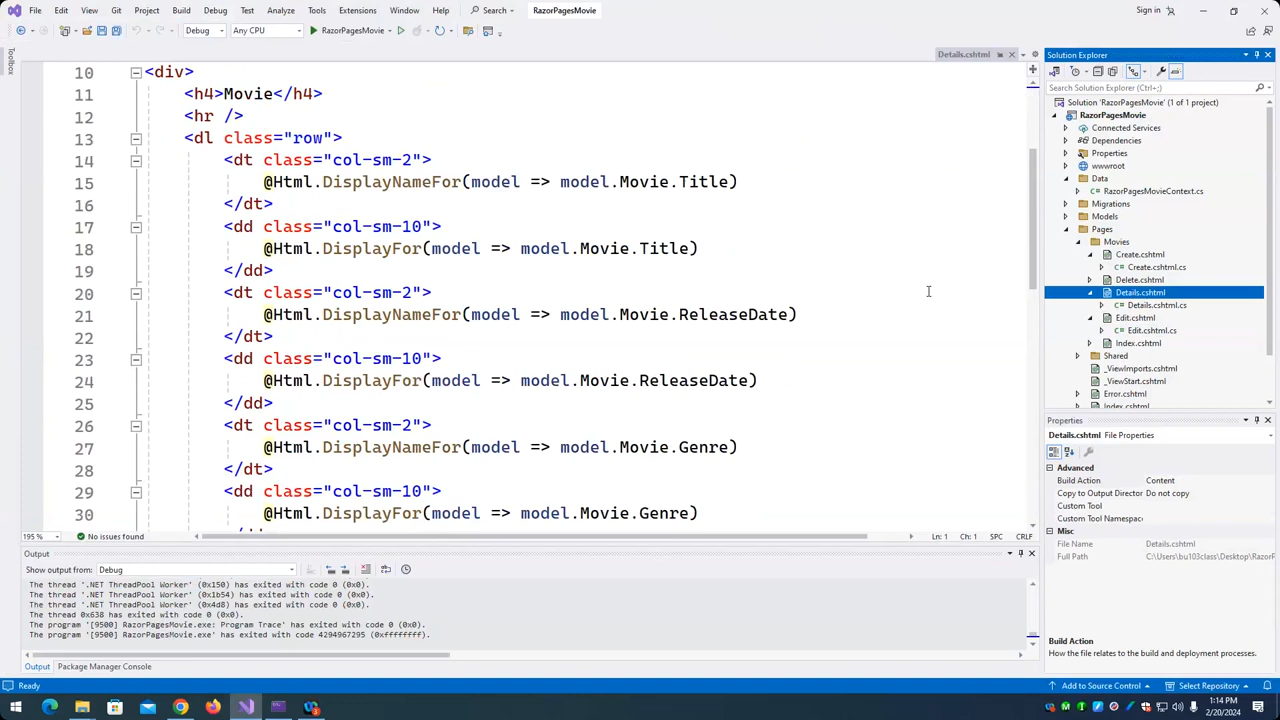 File Edit View Git Project Build Debug Test Analyze Tools Extensions Window Help Search RazorPagesMovie Sign in
Debug Any CPU RazorPagesMovie
Toolbox
Details.cshtml
10 <div>
11 <h4>Movie</h4>
12 <hr />
13 <dl class="row">
14 <dt class="col-sm-2">
15 @Html.DisplayNameFor(model => model.Movie.Title)
16 </dt>
17 <dd class="col-sm-10">
18 @Html.DisplayFor(model => model.Movie.Title)
19 </dd>
20 <dt class="col-sm-2">
21 @Html.DisplayNameFor(model => model.Movie.ReleaseDate)
22 </dt>
23 <dd class="col-sm-10">
24 @Html.DisplayFor(model => model.Movie.ReleaseDate)
25 </dd>
26 <dt class="col-sm-2">
27 @Html.DisplayNameFor(model => model.Movie.Genre)
28 </dt>
29 <dd class="col-sm-10">
30 @Html.DisplayFor(model => model.Movie.Genre)
195 % No issues found Ln: 1 Ch: 1 SPC CRLF
Output
Show output from: Debug
The thread '.NET ThreadPool Worker' (0x150) has exited with code 0 (0x0).
The thread '.NET ThreadPool Worker' (0x1b54) has exited with code 0 (0x0).
The thread '.NET ThreadPool Worker' (0x4d8) has exited with code 0 (0x0).
The thread 0x638 has exited with code 0 (0x0).
The program '[9500] RazorPagesMovie.exe: Program Trace' has exited with code 0 (0x0).
The program '[9500] RazorPagesMovie.exe' has exited with code 4294967295 (0xffffffff).
Output Package Manager Console
Solution Explorer
Search Solution Explorer (Ctrl+;)
Solution 'RazorPagesMovie' (1 of 1 project)
RazorPagesMovie
Connected Services
Dependencies
Properties
wwwroot
Data
C# RazorPagesMovieContext.cs
Migrations
Models
Pages
Movies
Create.cshtml
C# Create.cshtml.cs
Delete.cshtml
Details.cshtml
C# Details.cshtml.cs
Edit.cshtml
C# Edit.cshtml.cs
Index.cshtml
Shared
_ViewImports.cshtml
_ViewStart.cshtml
Error.cshtml
Index.cshtml
Properties
Details.cshtml File Properties
Advanced
Build Action Content
Copy to Output Director Do not copy
Custom Tool
Custom Tool Namespac
Misc
File Name Details.cshtml
Full Path C:\Users\bu103class\Desktop\RazorF
Build Action
How the file relates to the build and deployment processes.
Ready Add to Source Control Select Repository
1:14 PM
2/20/2024